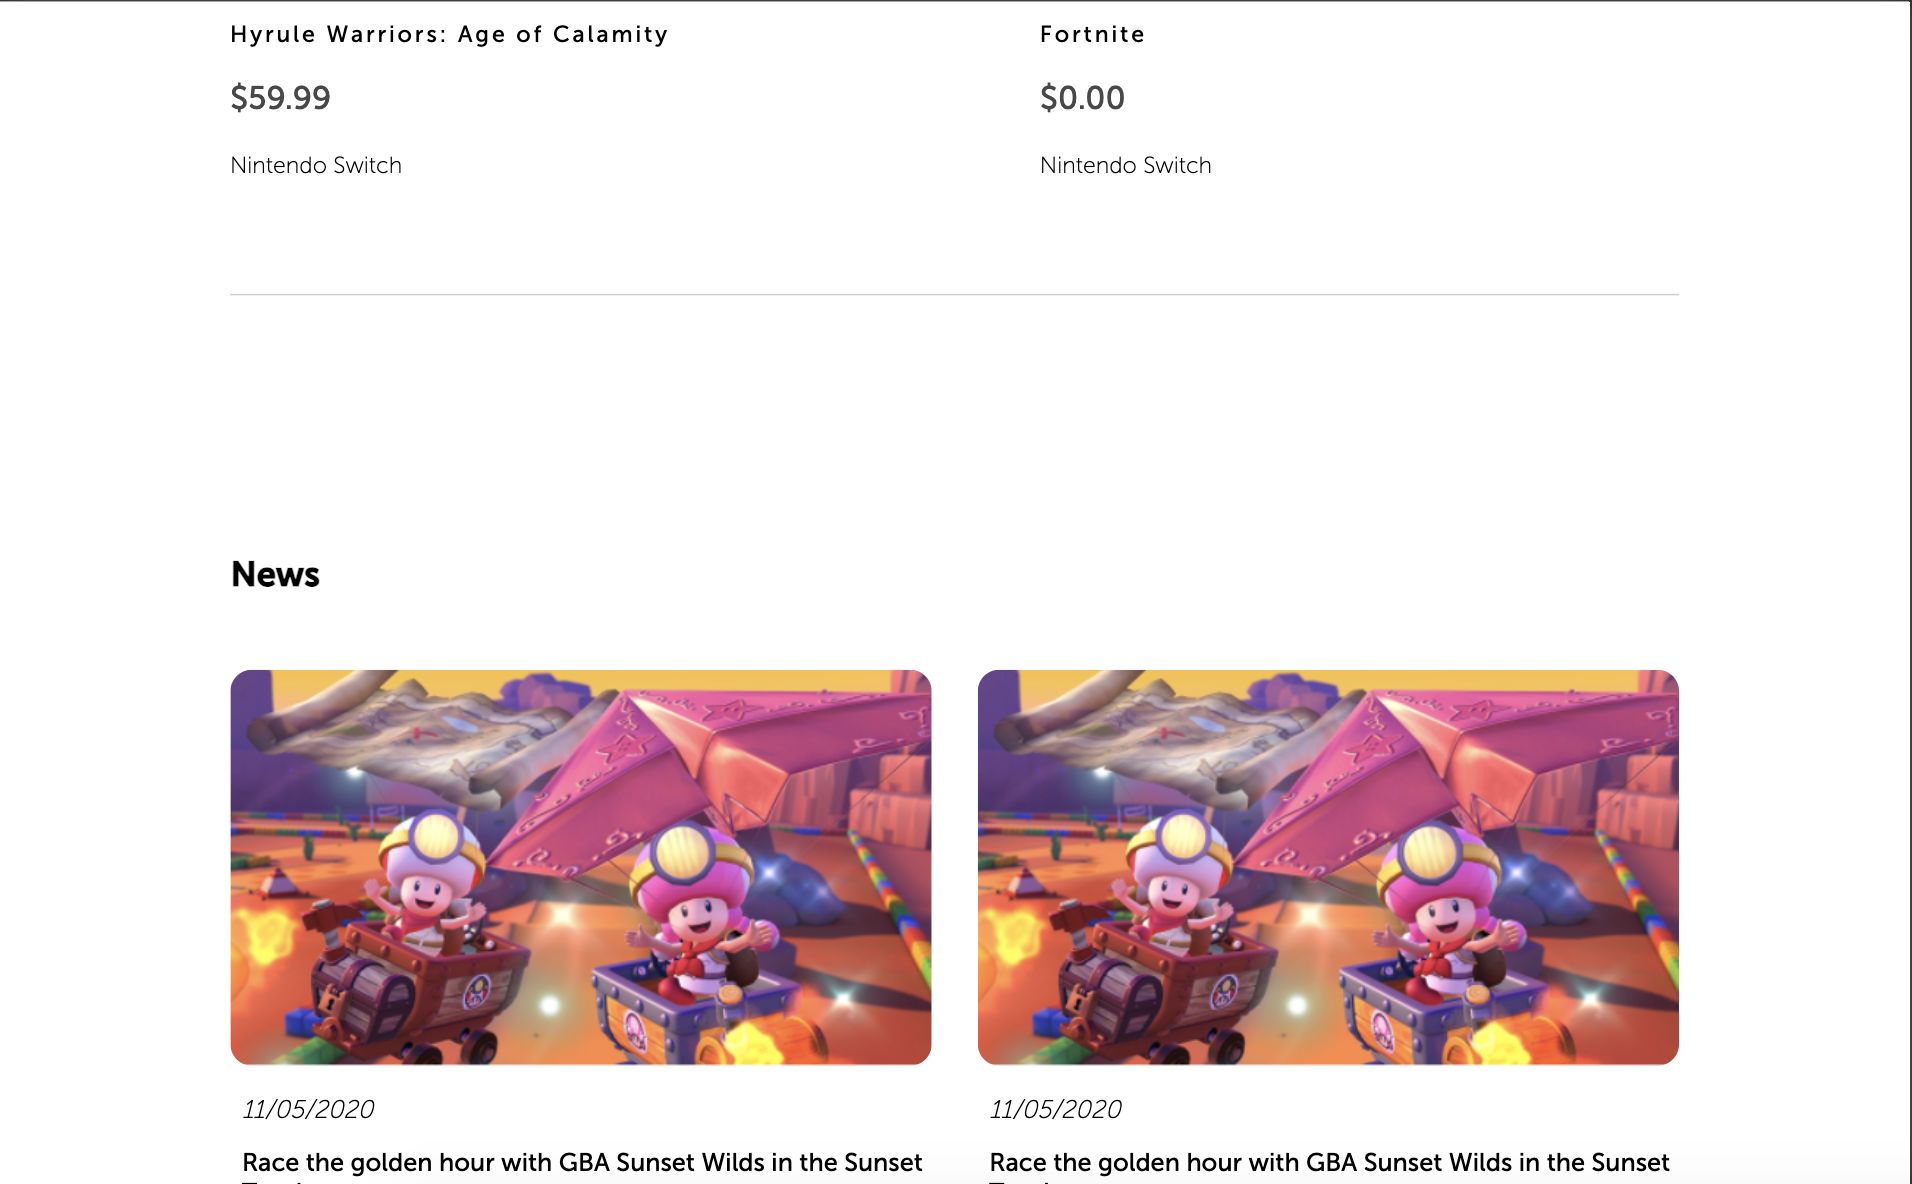 Hyrule Warriors: Age of Calamity
$59.99
Nintendo Switch
Fortnite
$0.00
Nintendo Switch
News
11/05/2020
Race the golden hour with GBA Sunset Wilds in the Sunset
11/05/2020
Race the golden hour with GBA Sunset Wilds in the Sunset